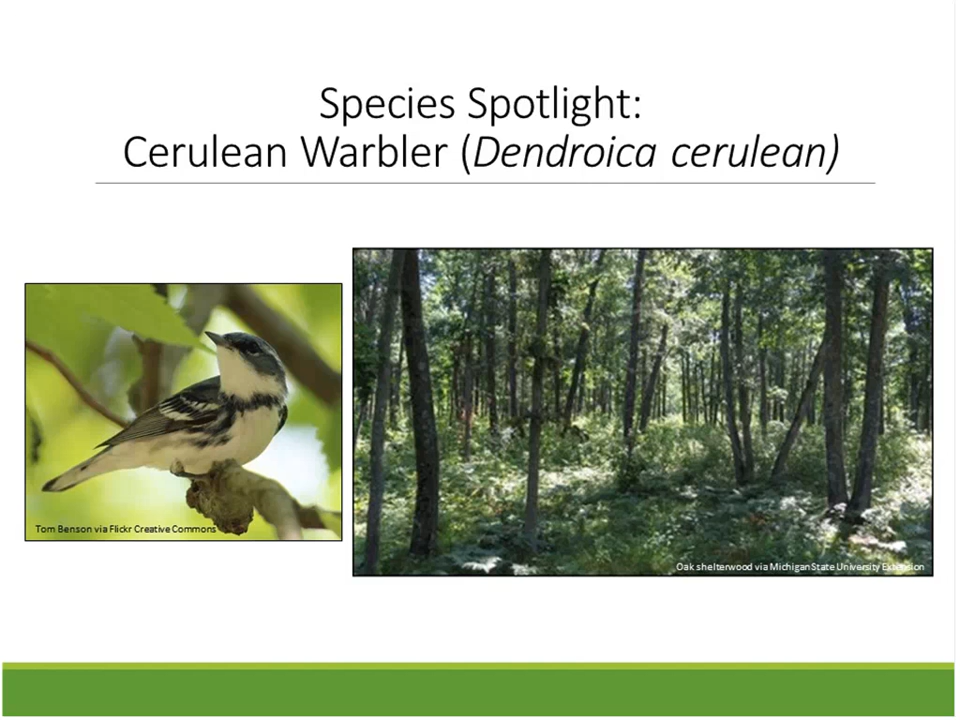 Species Spotlight:
Cerulean Warbler (Dendroica cerulean)
Tom Benson via Flickr Creative Commons
Oak shelterwood via Michigan State University Extension